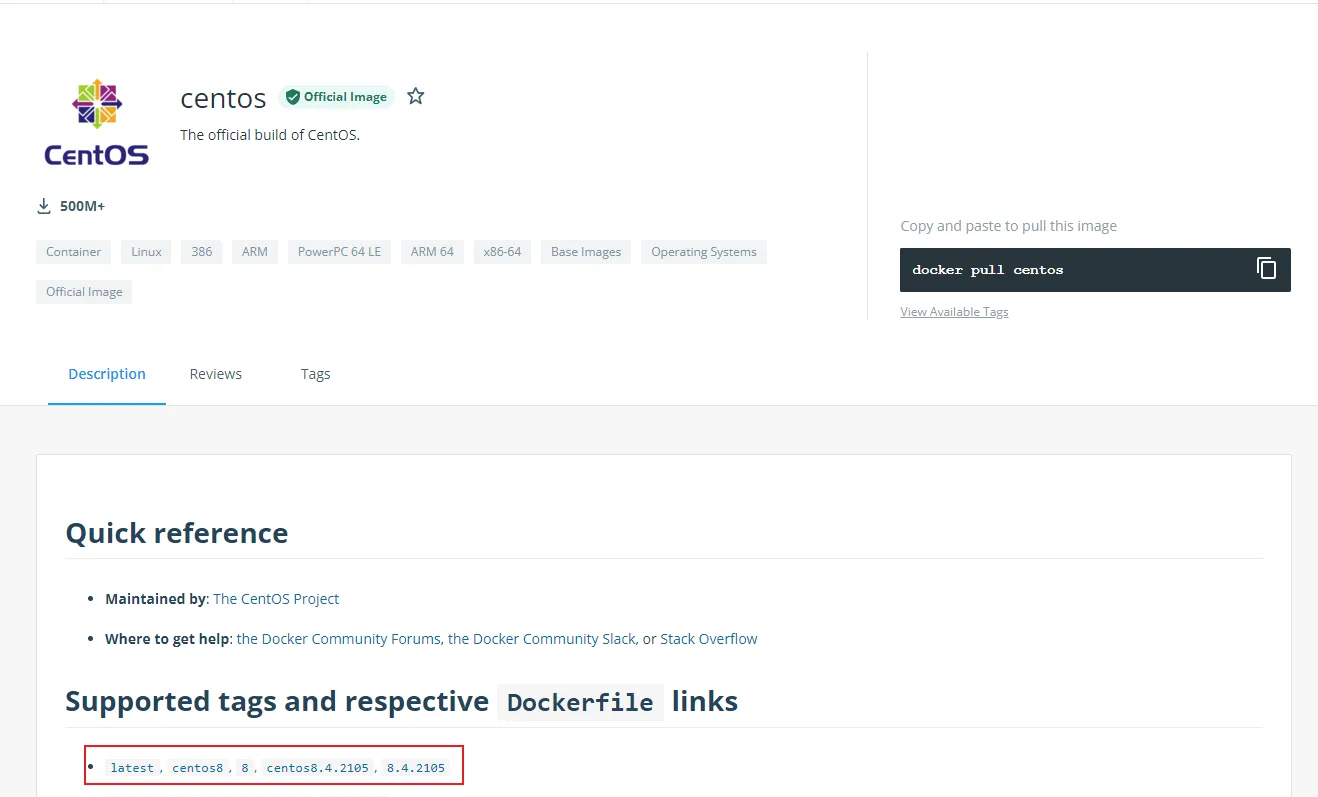 centos Official Image
The official build of CentOS.
CentOS
500M+
Container Linux 386 ARM PowerPC 64 LE ARM 64 x86-64 Base Images Operating Systems
Official Image
Copy and paste to pull this image
docker pull centos
View Available Tags
Description Reviews Tags
Quick reference
• Maintained by: The CentOS Project
• Where to get help: the Docker Community Forums, the Docker Community Slack, or Stack Overflow
Supported tags and respective Dockerfile links
• latest, centos8, 8, centos8.4.2105, 8.4.2105